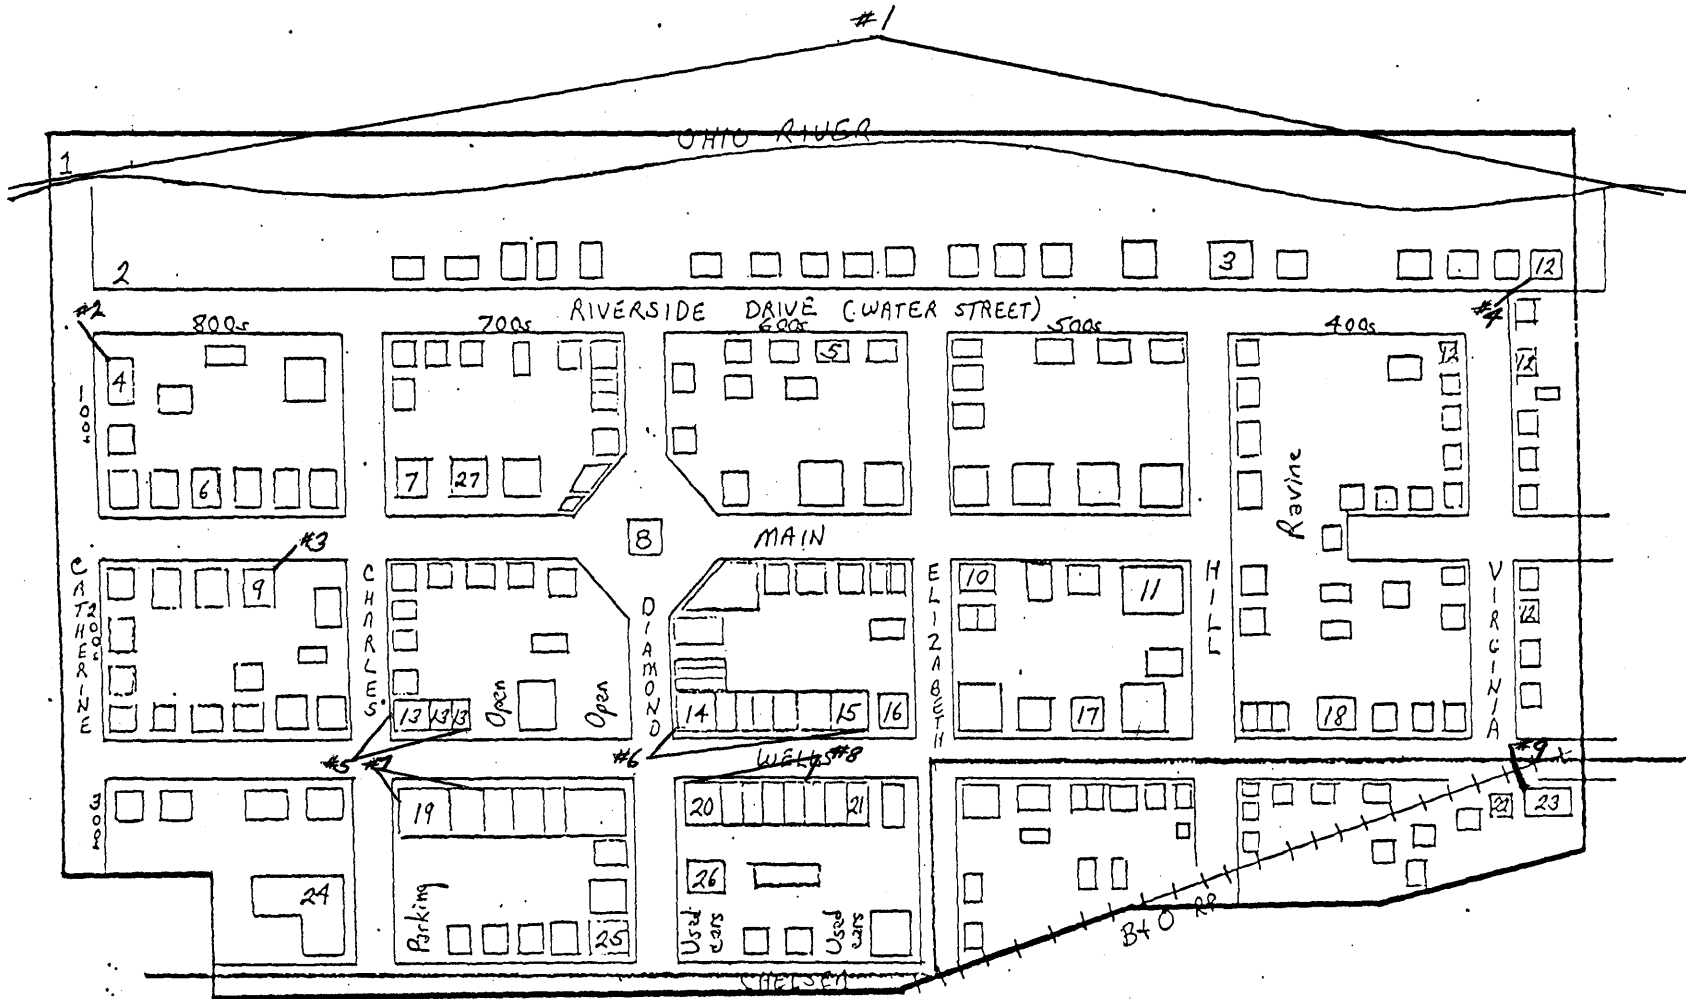 #1
OHIO RIVER
1
2
3
12
#2
#4
RIVERSIDE DRIVE (WATER STREET)
800s
700s
600s
500s
400s
4
5
12
12
100s
6
7
27
Ravine
8
MAIN
#3
CATHERINE
200s
9
CHARLES
DIAMOND
ELIZABETH
10
11
HILL
VIRGINIA
12
13
13
13
Open
Open
14
15
16
17
18
#5
#7
#6
WELLS
#8
#9
300s
19
20
21
22
23
24
Parking
25
26
Used cars
Used cars
B+O RR
CHELSEA